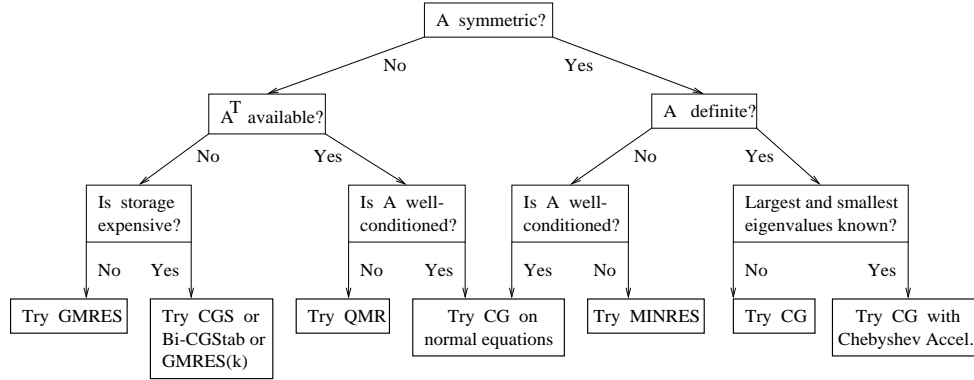 A symmetric?
No
Yes
A^T available?
A definite?
No
Yes
No
Yes
Is storage
expensive?
Is A well-
conditioned?
Is A well-
conditioned?
Largest and smallest
eigenvalues known?
No
Yes
No
Yes
Yes
No
No
Yes
Try GMRES
Try CGS or
Bi-CGStab or
GMRES(k)
Try QMR
Try CG on
normal equations
Try MINRES
Try CG
Try CG with
Chebyshev Accel.